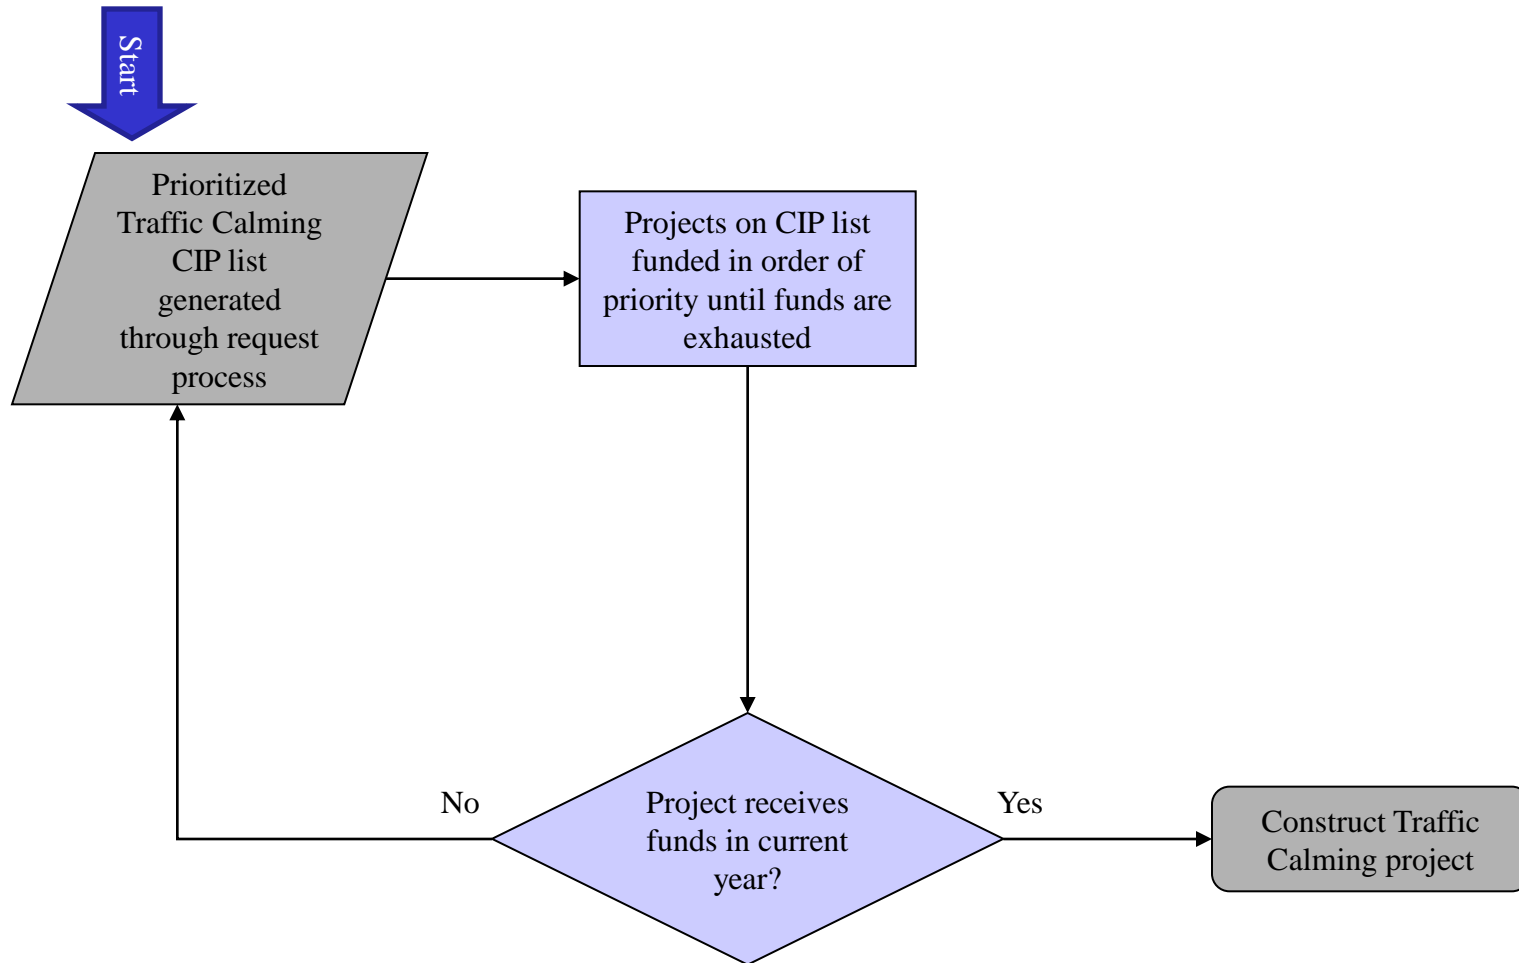 Start
Prioritized
Traffic Calming
CIP list
generated
through request
process
Projects on CIP list
funded in order of
priority until funds are
exhausted
No
Project receives
funds in current
year?
Yes
Construct Traffic
Calming project